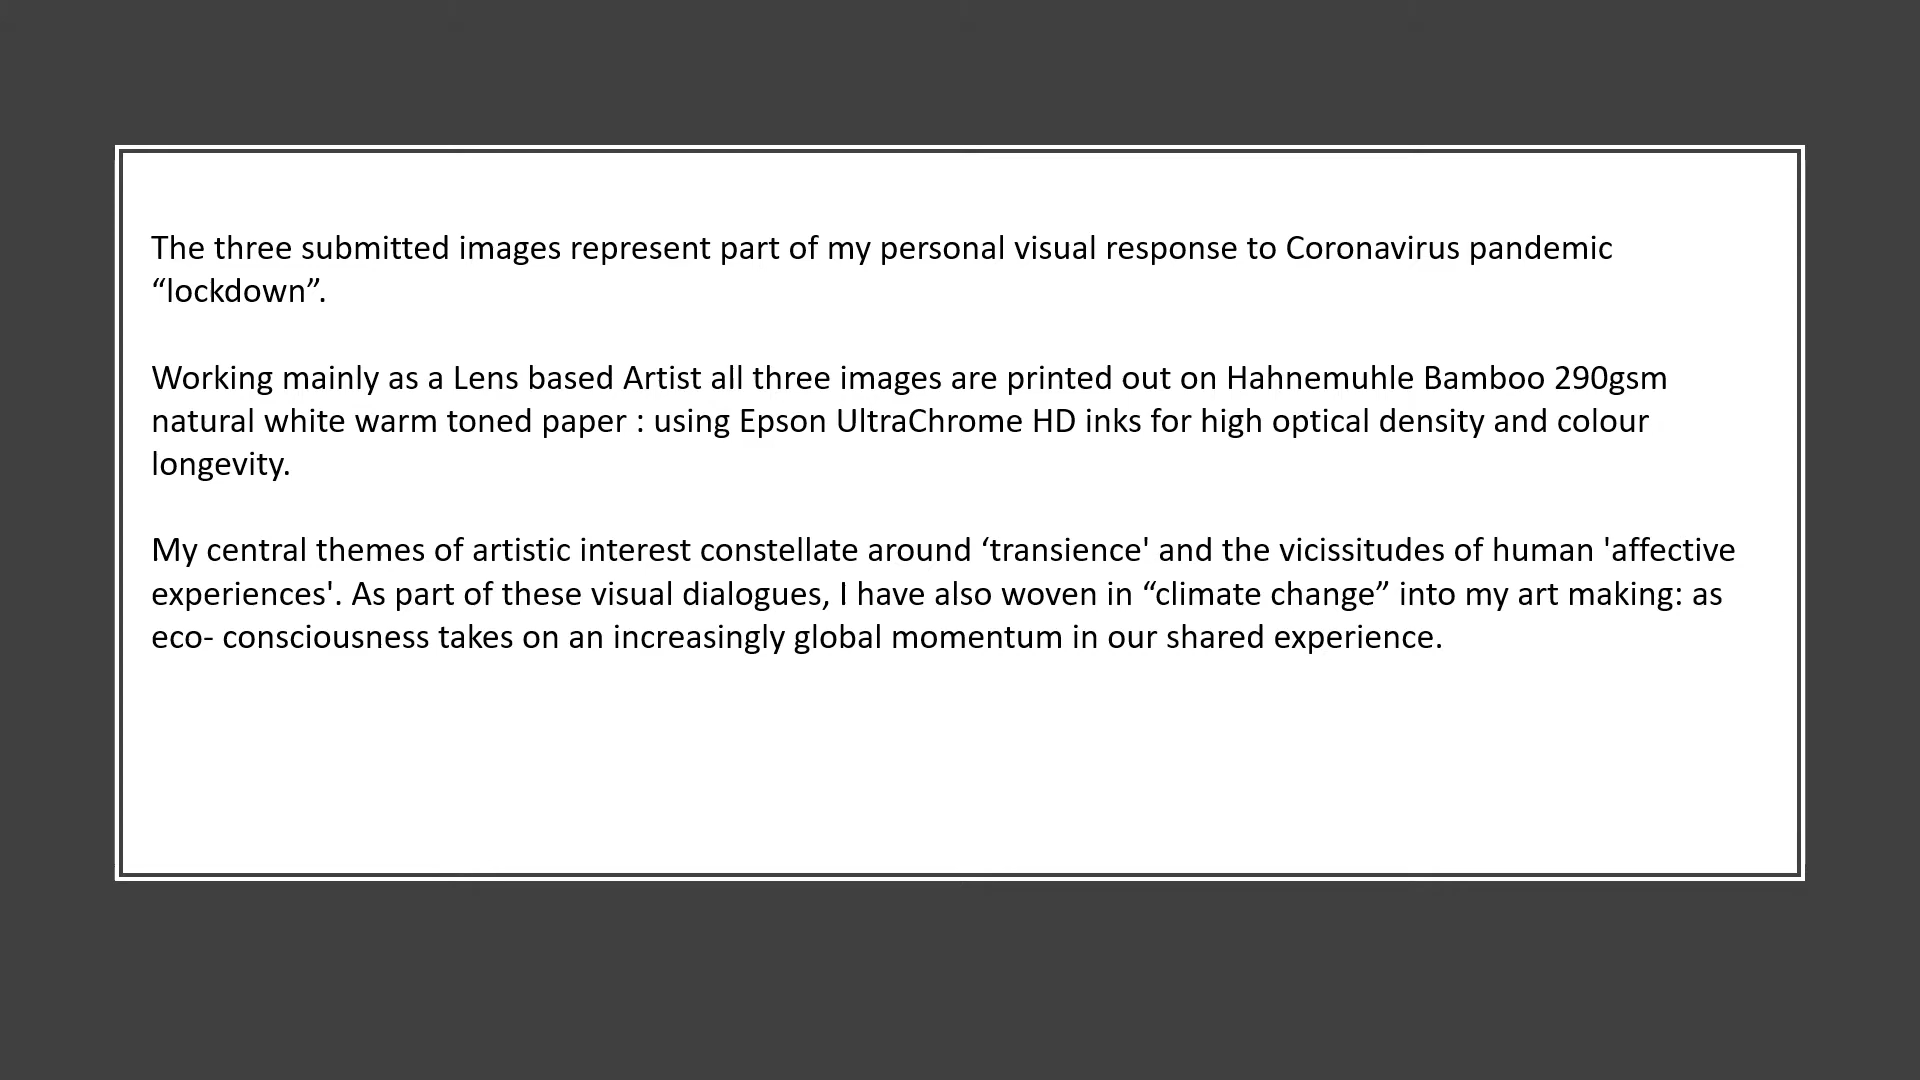 The three submitted images represent part of my personal visual response to Coronavirus pandemic
“lockdown”.
Working mainly as a Lens based Artist all three images are printed out on Hahnemuhle Bamboo 290gsm
natural white warm toned paper : using Epson UltraChrome HD inks for high optical density and colour
longevity.
My central themes of artistic interest constellate around ‘transience' and the vicissitudes of human 'affective
experiences'. As part of these visual dialogues, I have also woven in “climate change” into my art making: as
eco- consciousness takes on an increasingly global momentum in our shared experience.